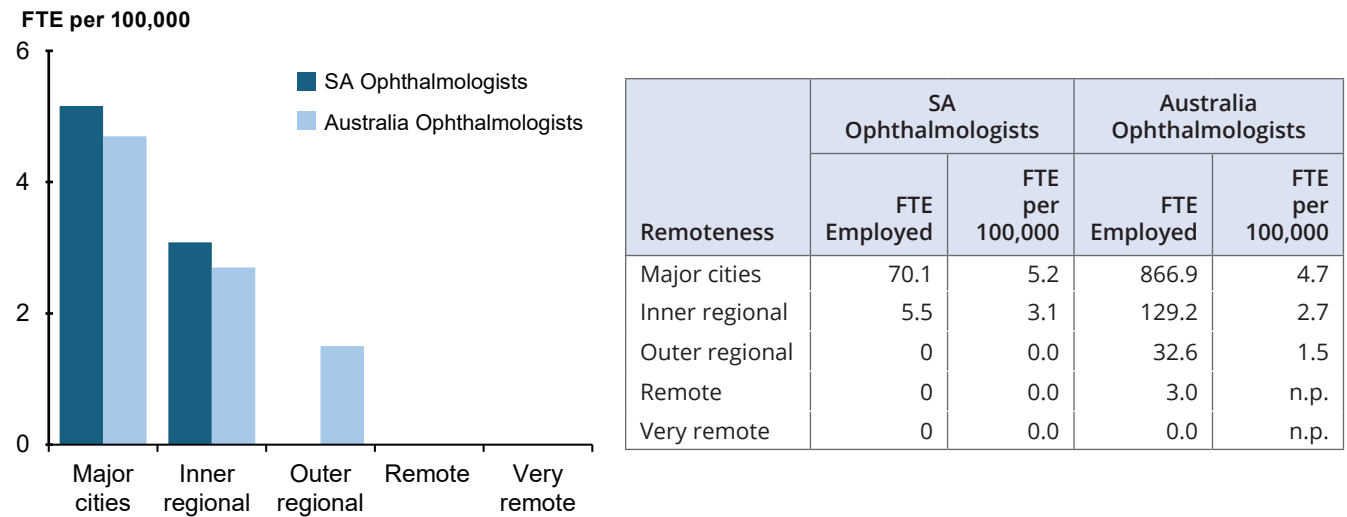 FTE per 100,000
6
4
2
0
SA Ophthalmologists
Australia Ophthalmologists
Major cities
Inner regional
Outer regional
Remote
Very remote
SA Ophthalmologists
Australia Ophthalmologists
Remoteness
FTE Employed
FTE per 100,000
FTE Employed
FTE per 100,000
Major cities 70.1 5.2 866.9 4.7
Inner regional 5.5 3.1 129.2 2.7
Outer regional 0 0.0 32.6 1.5
Remote 0 0.0 3.0 n.p.
Very remote 0 0.0 0.0 n.p.